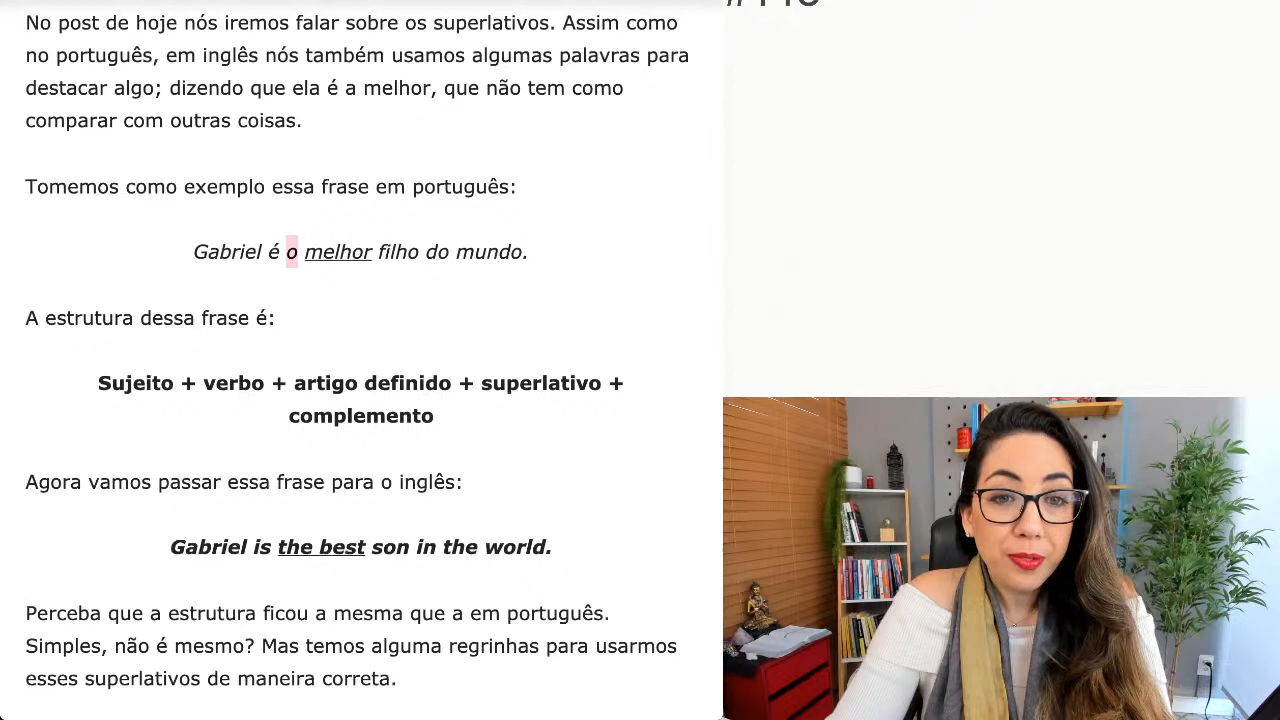 No post de hoje nós iremos falar sobre os superlativos. Assim como
no português, em inglês nós também usamos algumas palavras para
destacar algo; dizendo que ela é a melhor, que não tem como
comparar com outras coisas.
Tomemos como exemplo essa frase em português:
Gabriel é o melhor filho do mundo.
A estrutura dessa frase é:
Sujeito + verbo + artigo definido + superlativo +
complemento
Agora vamos passar essa frase para o inglês:
Gabriel is the best son in the world.
Perceba que a estrutura ficou a mesma que a em português.
Simples, não é mesmo? Mas temos alguma regrinhas para usarmos
esses superlativos de maneira correta.